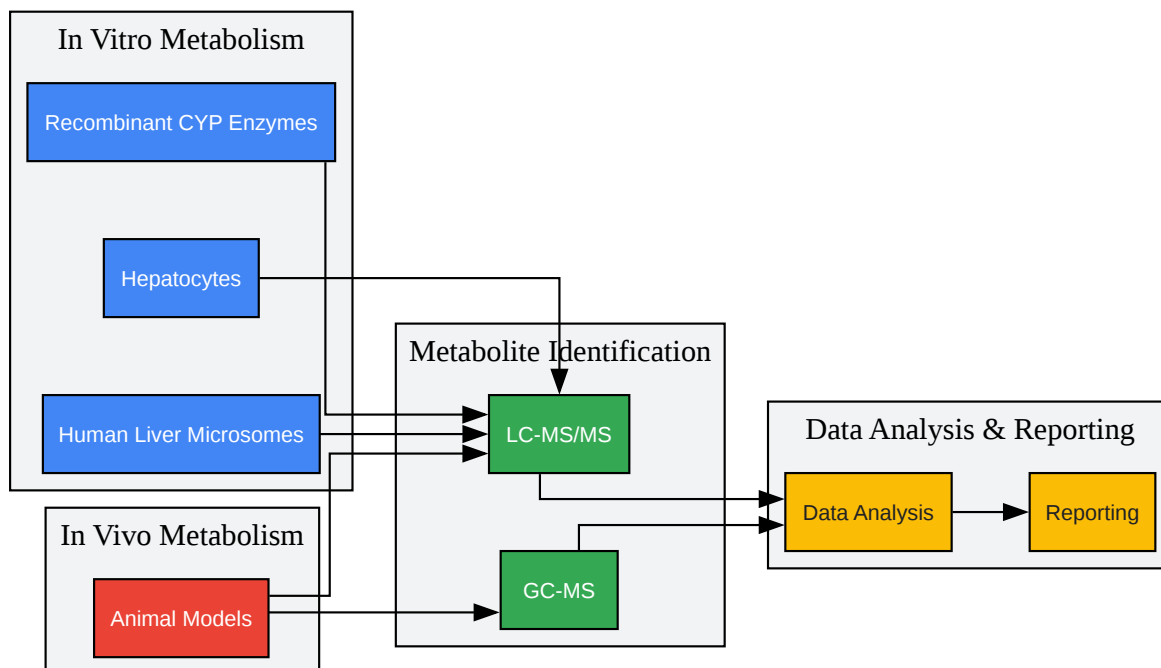 In Vitro Metabolism
Recombinant CYP Enzymes
Hepatocytes
Human Liver Microsomes
In Vivo Metabolism
Animal Models
Metabolite Identification
LC-MS/MS
GC-MS
Data Analysis & Reporting
Data Analysis
Reporting